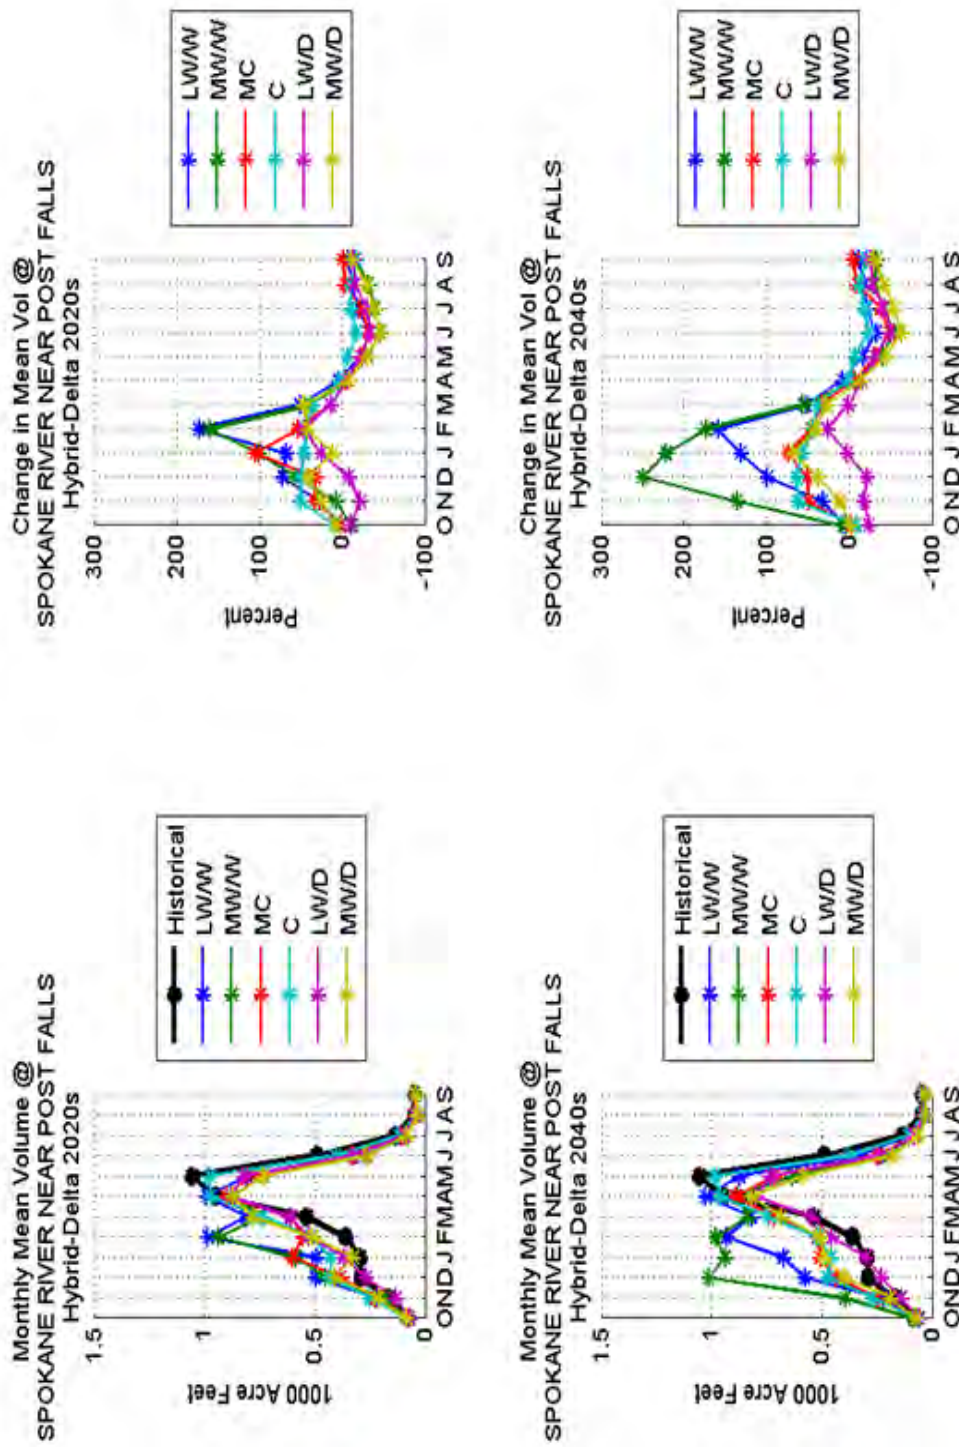 Monthly Mean Volume @
SPOKANE RIVER NEAR POST FALLS
Hybrid-Delta 2020s
1000 Acre Feet
1.5
1
0.5
0
O N D J F M A M J J A S
Historical
LW/W
MW/W
MC
C
LW/D
MW/D
Change in Mean Vol @
SPOKANE RIVER NEAR POST FALLS
Hybrid-Delta 2020s
Percent
300
200
100
0
-100
O N D J F M A M J J A S
LW/W
MW/W
MC
C
LW/D
MW/D
Monthly Mean Volume @
SPOKANE RIVER NEAR POST FALLS
Hybrid-Delta 2040s
1000 Acre Feet
1.5
1
0.5
0
O N D J F M A M J J A S
Historical
LW/W
MW/W
MC
C
LW/D
MW/D
Change in Mean Vol @
SPOKANE RIVER NEAR POST FALLS
Hybrid-Delta 2040s
Percent
300
200
100
0
-100
O N D J F M A M J J A S
LW/W
MW/W
MC
C
LW/D
MW/D